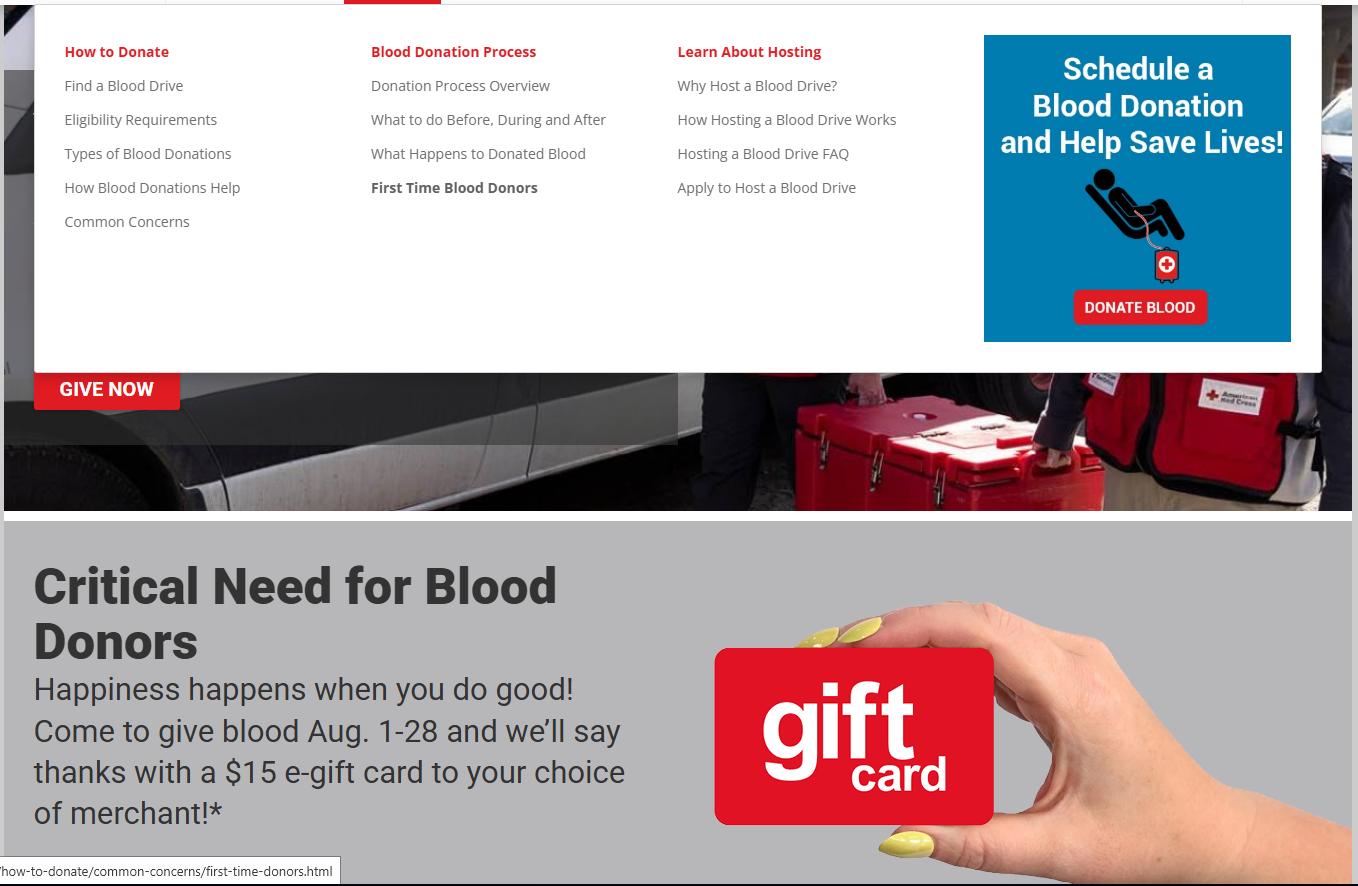 How to Donate
Find a Blood Drive
Eligibility Requirements
Types of Blood Donations
How Blood Donations Help
Common Concerns
Blood Donation Process
Donation Process Overview
What to do Before, During and After
What Happens to Donated Blood
First Time Blood Donors
Learn About Hosting
Why Host a Blood Drive?
How Hosting a Blood Drive Works
Hosting a Blood Drive FAQ
Apply to Host a Blood Drive
Schedule a
Blood Donation
and Help Save Lives!
DONATE BLOOD
GIVE NOW
American
Red Cross
Critical Need for Blood
Donors
Happiness happens when you do good!
Come to give blood Aug. 1-28 and we’ll say
thanks with a $15 e-gift card to your choice
of merchant!*
gift
card
/how-to-donate/common-concerns/first-time-donors.html